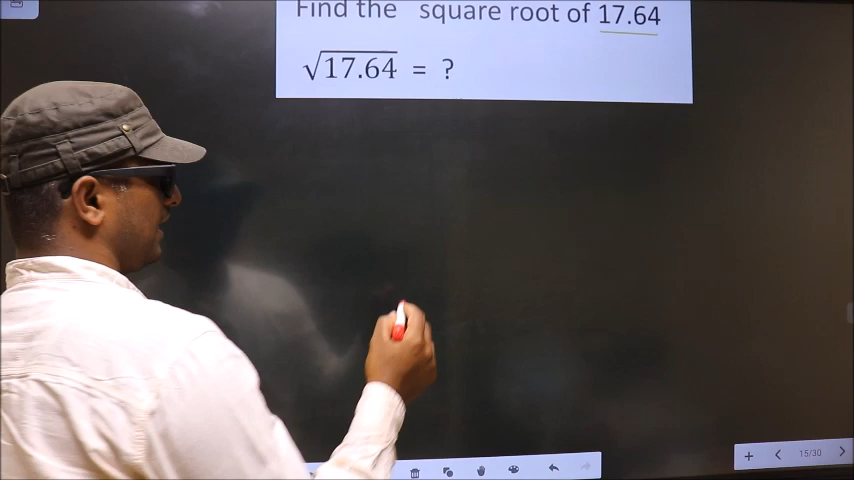 Find the square root of 17.64
√17.64 = ?
15/30